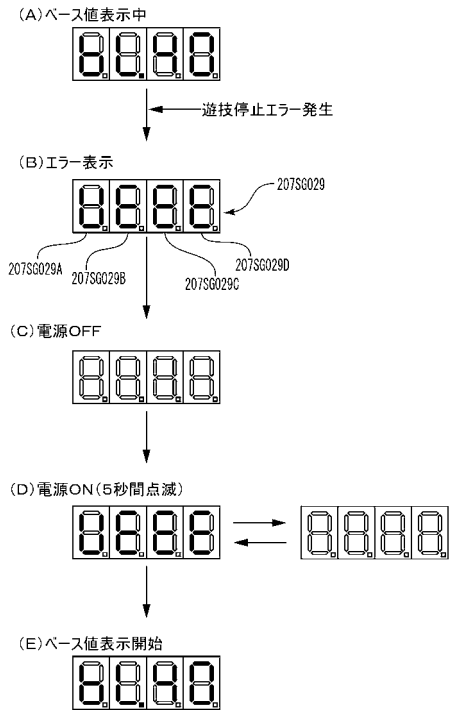 (A)ベース値表示中
遊技停止エラー発生
(B)エラー表示
207SG029
207SG029A
207SG029B
207SG029C
207SG029D
(C)電源OFF
(D)電源ON(5秒間点滅)
(E)ベース値表示開始